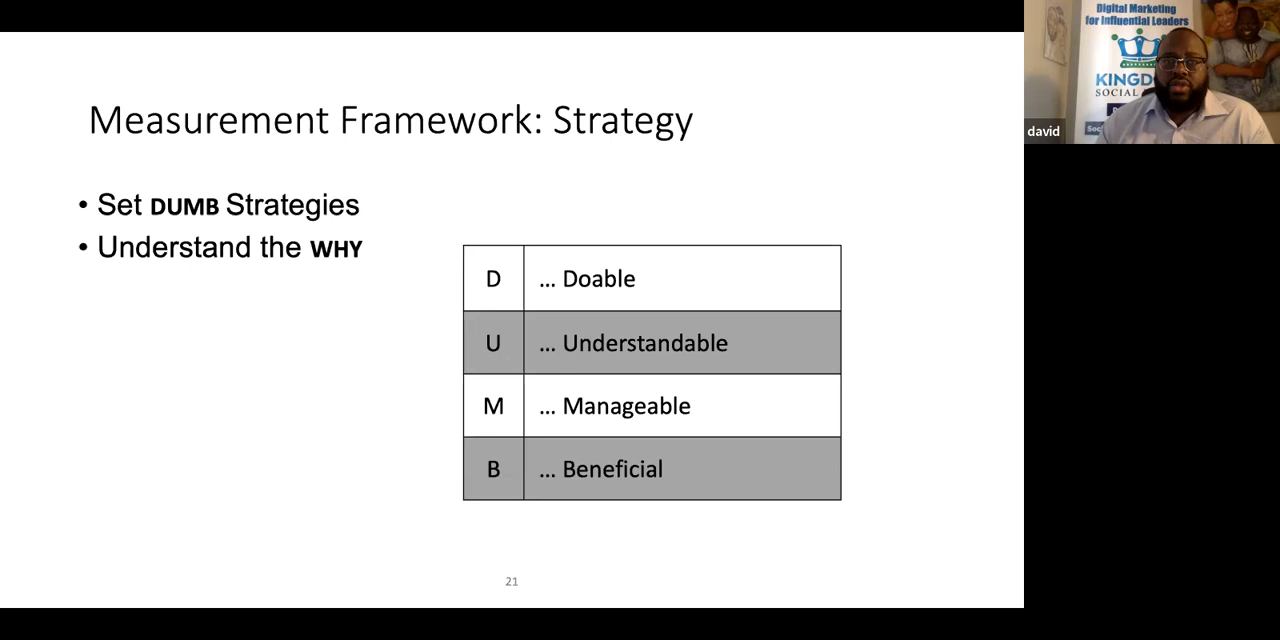 Measurement Framework: Strategy
• Set DUMB Strategies
• Understand the WHY
D ... Doable
U ... Understandable
M ... Manageable
B ... Beneficial
21
Digital Marketing
for Influential Leaders
SOCIAL
david